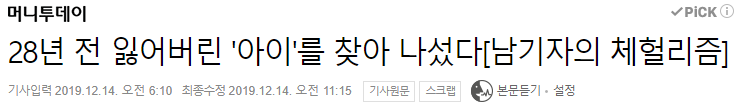 머니투데이 PiCK
28년 전 잃어버린 '아이'를 찾아 나섰다[남기자의 체헐리즘]
기사입력 2019.12.14. 오전 6:10 최종수정 2019.12.14. 오전 11:15 기사원문 스크랩 본문듣기 · 설정